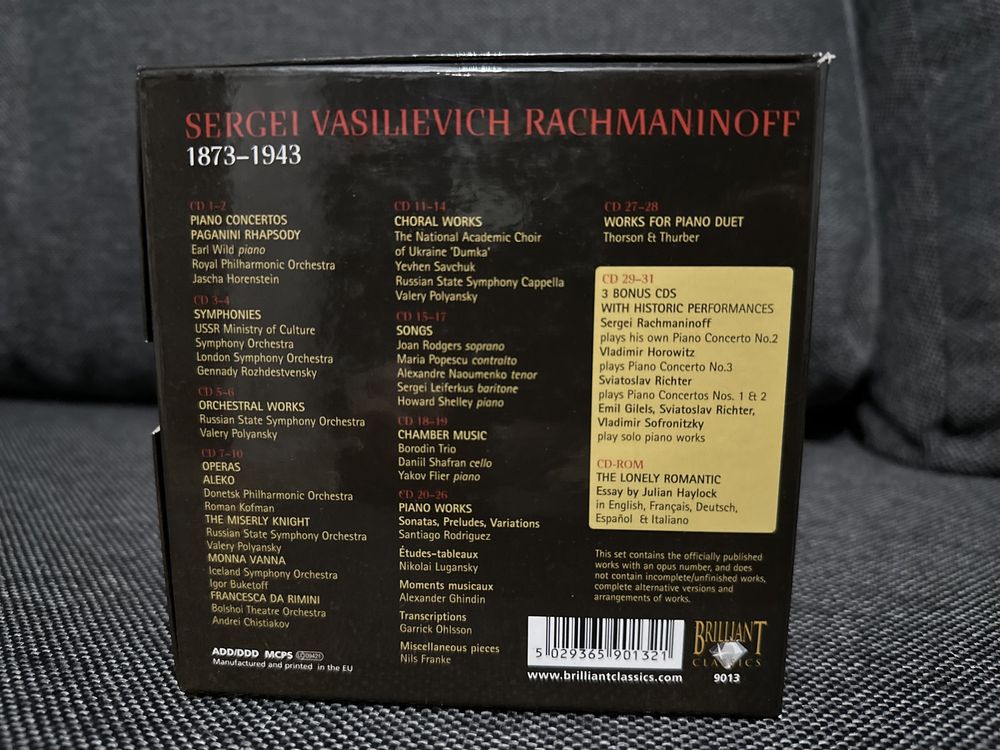 SERGEI VASILIEVICH RACHMANINOFF
1873–1943
CD 1–2
PIANO CONCERTOS
PAGANINI RHAPSODY
Earl Wild piano
Royal Philharmonic Orchestra
Jascha Horenstein
CD 3–4
SYMPHONIES
USSR Ministry of Culture
Symphony Orchestra
London Symphony Orchestra
Gennady Rozhdestvensky
CD 5–6
ORCHESTRAL WORKS
Russian State Symphony Orchestra
Valery Polyansky
CD 7–10
OPERAS
ALEKO
Donetsk Philharmonic Orchestra
Roman Kofman
THE MISERLY KNIGHT
Russian State Symphony Orchestra
Valery Polyansky
MONNA VANNA
Iceland Symphony Orchestra
Igor Buketoff
FRANCESCA DA RIMINI
Bolshoi Theatre Orchestra
Andrei Chistiakov
ADD/DDD MCPS LC 09421
Manufactured and printed in the EU
CD 11–14
CHORAL WORKS
The National Academic Choir
of Ukraine 'Dumka'
Yevhen Savchuk
Russian State Symphony Cappella
Valery Polyansky
CD 15–17
SONGS
Joan Rodgers soprano
Maria Popescu contralto
Alexandre Naoumenko tenor
Sergei Leiferkus baritone
Howard Shelley piano
CD 18–19
CHAMBER MUSIC
Borodin Trio
Daniil Shafran cello
Yakov Flier piano
CD 20–26
PIANO WORKS
Sonatas, Preludes, Variations
Santiago Rodriguez
Études-tableaux
Nikolai Lugansky
Moments musicaux
Alexander Ghindin
Transcriptions
Garrick Ohlsson
Miscellaneous pieces
Nils Franke
CD 27–28
WORKS FOR PIANO DUET
Thorson & Thurber
CD 29–31
3 BONUS CDS
WITH HISTORIC PERFORMANCES
Sergei Rachmaninoff
plays his own Piano Concerto No.2
Vladimir Horowitz
plays Piano Concerto No.3
Sviatoslav Richter
plays Piano Concertos Nos. 1 & 2
Emil Gilels, Sviatoslav Richter,
Vladimir Sofronitzky
play solo piano works
CD-ROM
THE LONELY ROMANTIC
Essay by Julian Haylock
in English, Français, Deutsch,
Español & Italiano
This set contains the officially published
works with an opus number, and does
not contain incomplete/unfinished works,
complete alternative versions and
arrangements of works.
5 029365 901321
www.brilliantclassics.com
BRILLIANT
CLASSICS
9013